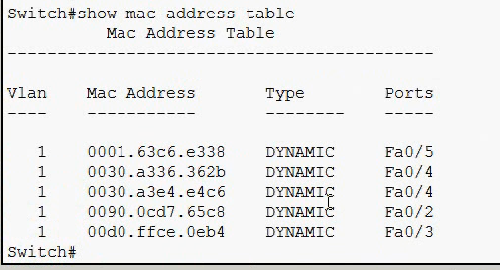 Switch#show mac address table
Mac Address Table
-------------------------------------------
Vlan Mac Address Type Ports
---- ----------- -------- -----
1 0001.63c6.e338 DYNAMIC Fa0/5
1 0030.a336.362b DYNAMIC Fa0/4
1 0030.a3e4.e4c6 DYNAMIC Fa0/4
1 0090.0cd7.65c8 DYNAMIC Fa0/2
1 00d0.ffce.0eb4 DYNAMIC Fa0/3
Switch#